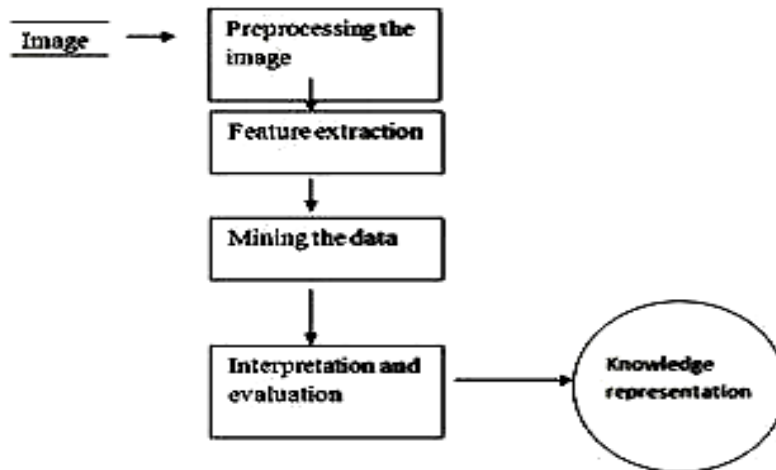 Image
Preprocessing the
image
Feature extraction
Mining the data
Interpretation and
evaluation
Knowledge
representation